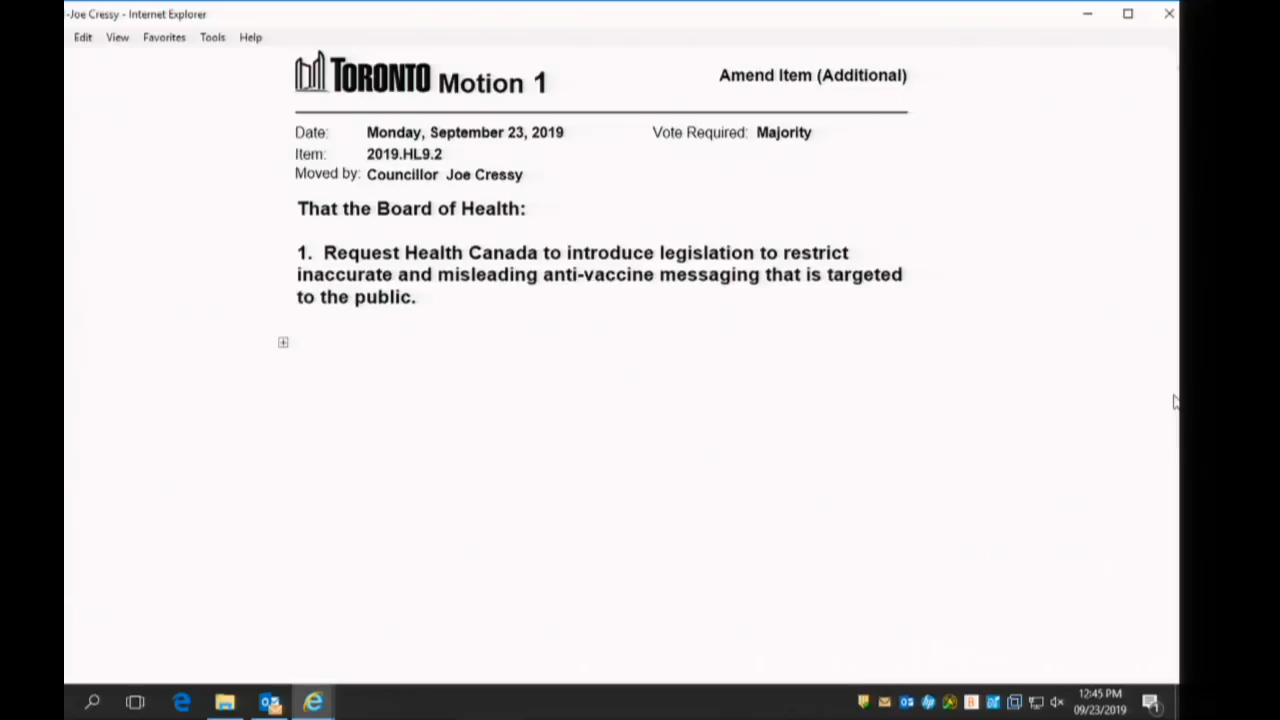 -Joe Cressy - Internet Explorer
Edit View Favorites Tools Help
TORONTO Motion 1 Amend Item (Additional)
Date: Monday, September 23, 2019 Vote Required: Majority
Item: 2019.HL9.2
Moved by: Councillor Joe Cressy
That the Board of Health:
1. Request Health Canada to introduce legislation to restrict
inaccurate and misleading anti-vaccine messaging that is targeted
to the public.
12:45 PM
09/23/2019